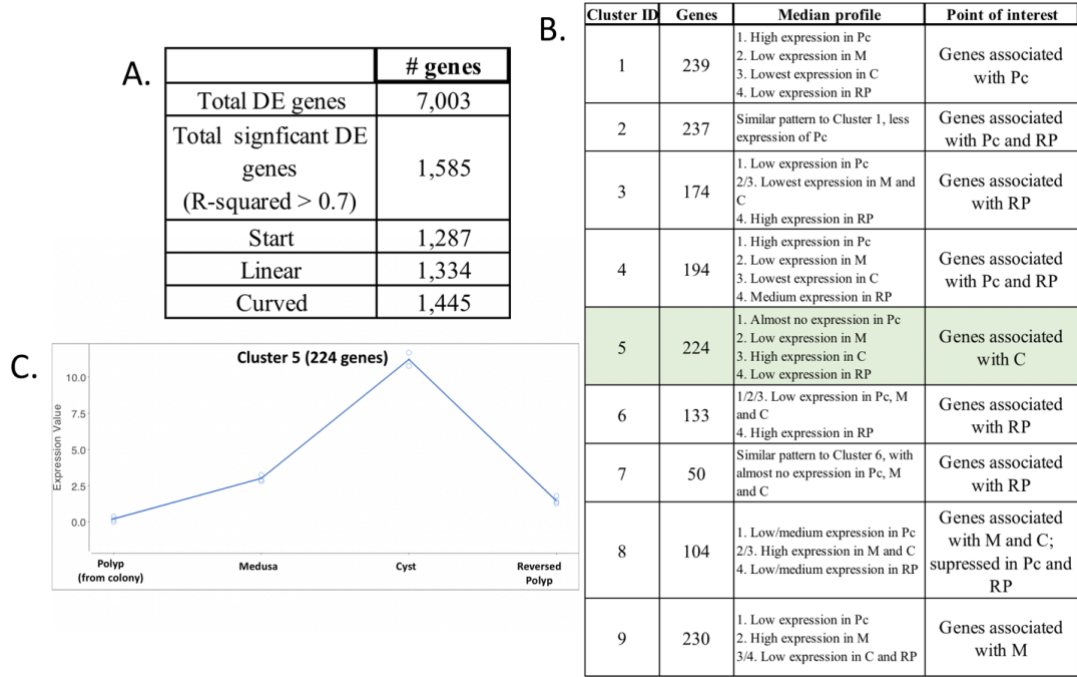 A.
# genes
Total DE genes 7,003
Total signficant DE
genes
(R-squared > 0.7)
1,585
Start 1,287
Linear 1,334
Curved 1,445
B.
Cluster ID Genes Median profile Point of interest
1
239
1. High expression in Pc
2. Low expression in M
3. Lowest expression in C
4. Low expression in RP
Genes associated
with Pc
2
237
Similar pattern to Cluster 1, less
expression of Pc
Genes associated
with Pc and RP
3
174
1. Low expression in Pc
2/3. Lowest expression in M and
C
4. High expression in RP
Genes associated
with RP
4
194
1. High expression in Pc
2. Low expression in M
3. Lowest expression in C
4. Medium expression in RP
Genes associated
with Pc and RP
5
224
1. Almost no expression in Pc
2. Low expression in M
3. High expression in C
4. Low expression in RP
Genes associated
with C
6
133
1/2/3. Low expression in Pc, M
and C
4. High expression in RP
Genes associated
with RP
7
50
Similar pattern to Cluster 6, with
almost no expression in Pc, M
and C
Genes associated
with RP
8
104
1. Low/medium expression in Pc
2/3. High expression in M and C
4. Low/medium expression in RP
Genes associated
with M and C;
supressed in Pc and
RP
9
230
1. Low expression in Pc
2. High expression in M
3/4. Low expression in C and RP
Genes associated
with M
C.
Cluster 5 (224 genes)
Expression Value
10.0
7.5
5.0
2.5
0.0
Polyp
(from colony)
Medusa
Cyst
Reversed
Polyp